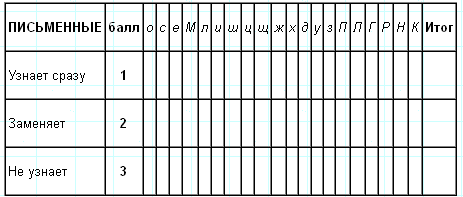 ПИСЬМЕННЫЕ балл о с е М л и ш ц щ ж х д у з П Л Г Р Н К Итог
Узнает сразу 1
Заменяет 2
Не узнает 3